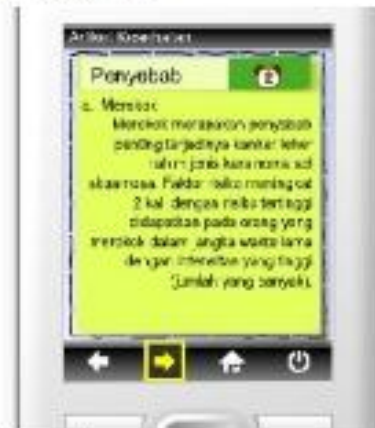 Artikel Kesehatan
Penyebab
a. Merokok
Merokok merupakan penyebab
penting terjadinya kanker leher
rahim jenis karsinoma sel
skuamosa. Faktor risiko meningkat
2 kali dengan risiko tertinggi
didapatkan pada orang yang
merokok dalam jangka waktu lama
dengan intensitas yang tinggi
(jumlah yang banyak).